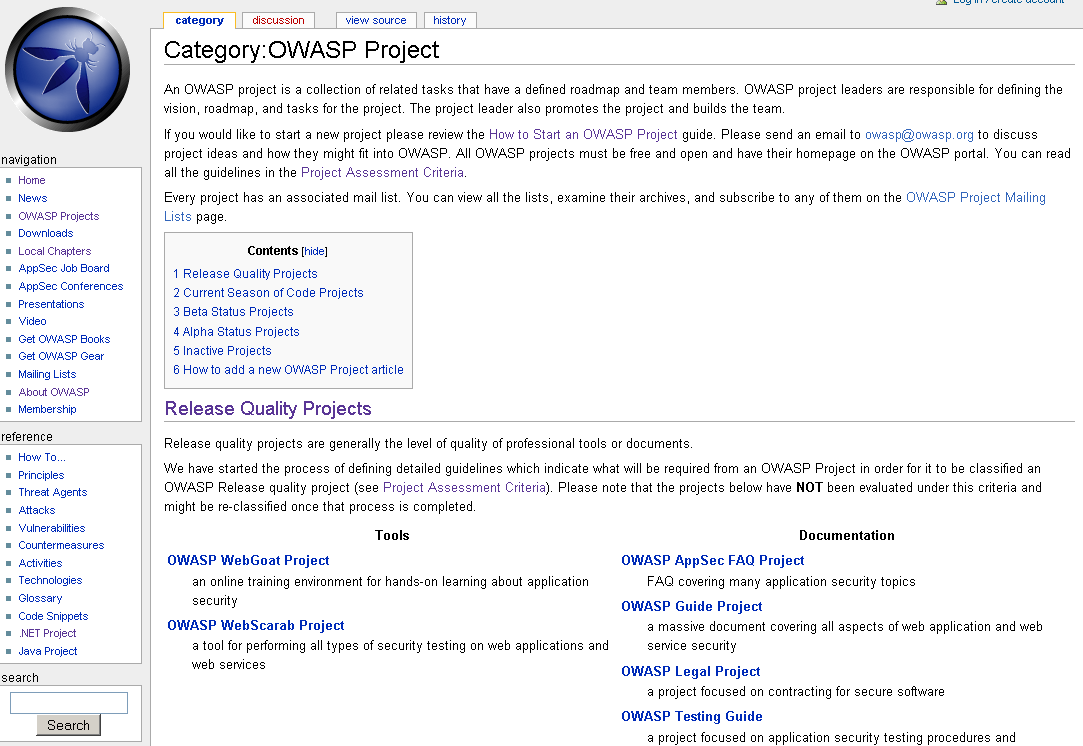 Log in / create account
category
discussion
view source
history
Category:OWASP Project
An OWASP project is a collection of related tasks that have a defined roadmap and team members. OWASP project leaders are responsible for defining the
vision, roadmap, and tasks for the project. The project leader also promotes the project and builds the team.
If you would like to start a new project please review the How to Start an OWASP Project guide. Please send an email to owasp@owasp.org to discuss
project ideas and how they might fit into OWASP. All OWASP projects must be free and open and have their homepage on the OWASP portal. You can read
all the guidelines in the Project Assessment Criteria.
Every project has an associated mail list. You can view all the lists, examine their archives, and subscribe to any of them on the OWASP Project Mailing
Lists page.
Contents [hide]
1 Release Quality Projects
2 Current Season of Code Projects
3 Beta Status Projects
4 Alpha Status Projects
5 Inactive Projects
6 How to add a new OWASP Project article
Release Quality Projects
Release quality projects are generally the level of quality of professional tools or documents.
We have started the process of defining detailed guidelines which indicate what will be required from an OWASP Project in order for it to be classified an
OWASP Release quality project (see Project Assessment Criteria). Please note that the projects below have NOT been evaluated under this criteria and
might be re-classified once that process is completed.
Tools
OWASP WebGoat Project
an online training environment for hands-on learning about application
security
OWASP WebScarab Project
a tool for performing all types of security testing on web applications and
web services
Documentation
OWASP AppSec FAQ Project
FAQ covering many application security topics
OWASP Guide Project
a massive document covering all aspects of web application and web
service security
OWASP Legal Project
a project focused on contracting for secure software
OWASP Testing Guide
a project focused on application security testing procedures and
navigation
Home
News
OWASP Projects
Downloads
Local Chapters
AppSec Job Board
AppSec Conferences
Presentations
Video
Get OWASP Books
Get OWASP Gear
Mailing Lists
About OWASP
Membership
reference
How To...
Principles
Threat Agents
Attacks
Vulnerabilities
Countermeasures
Activities
Technologies
Glossary
Code Snippets
.NET Project
Java Project
search
Search